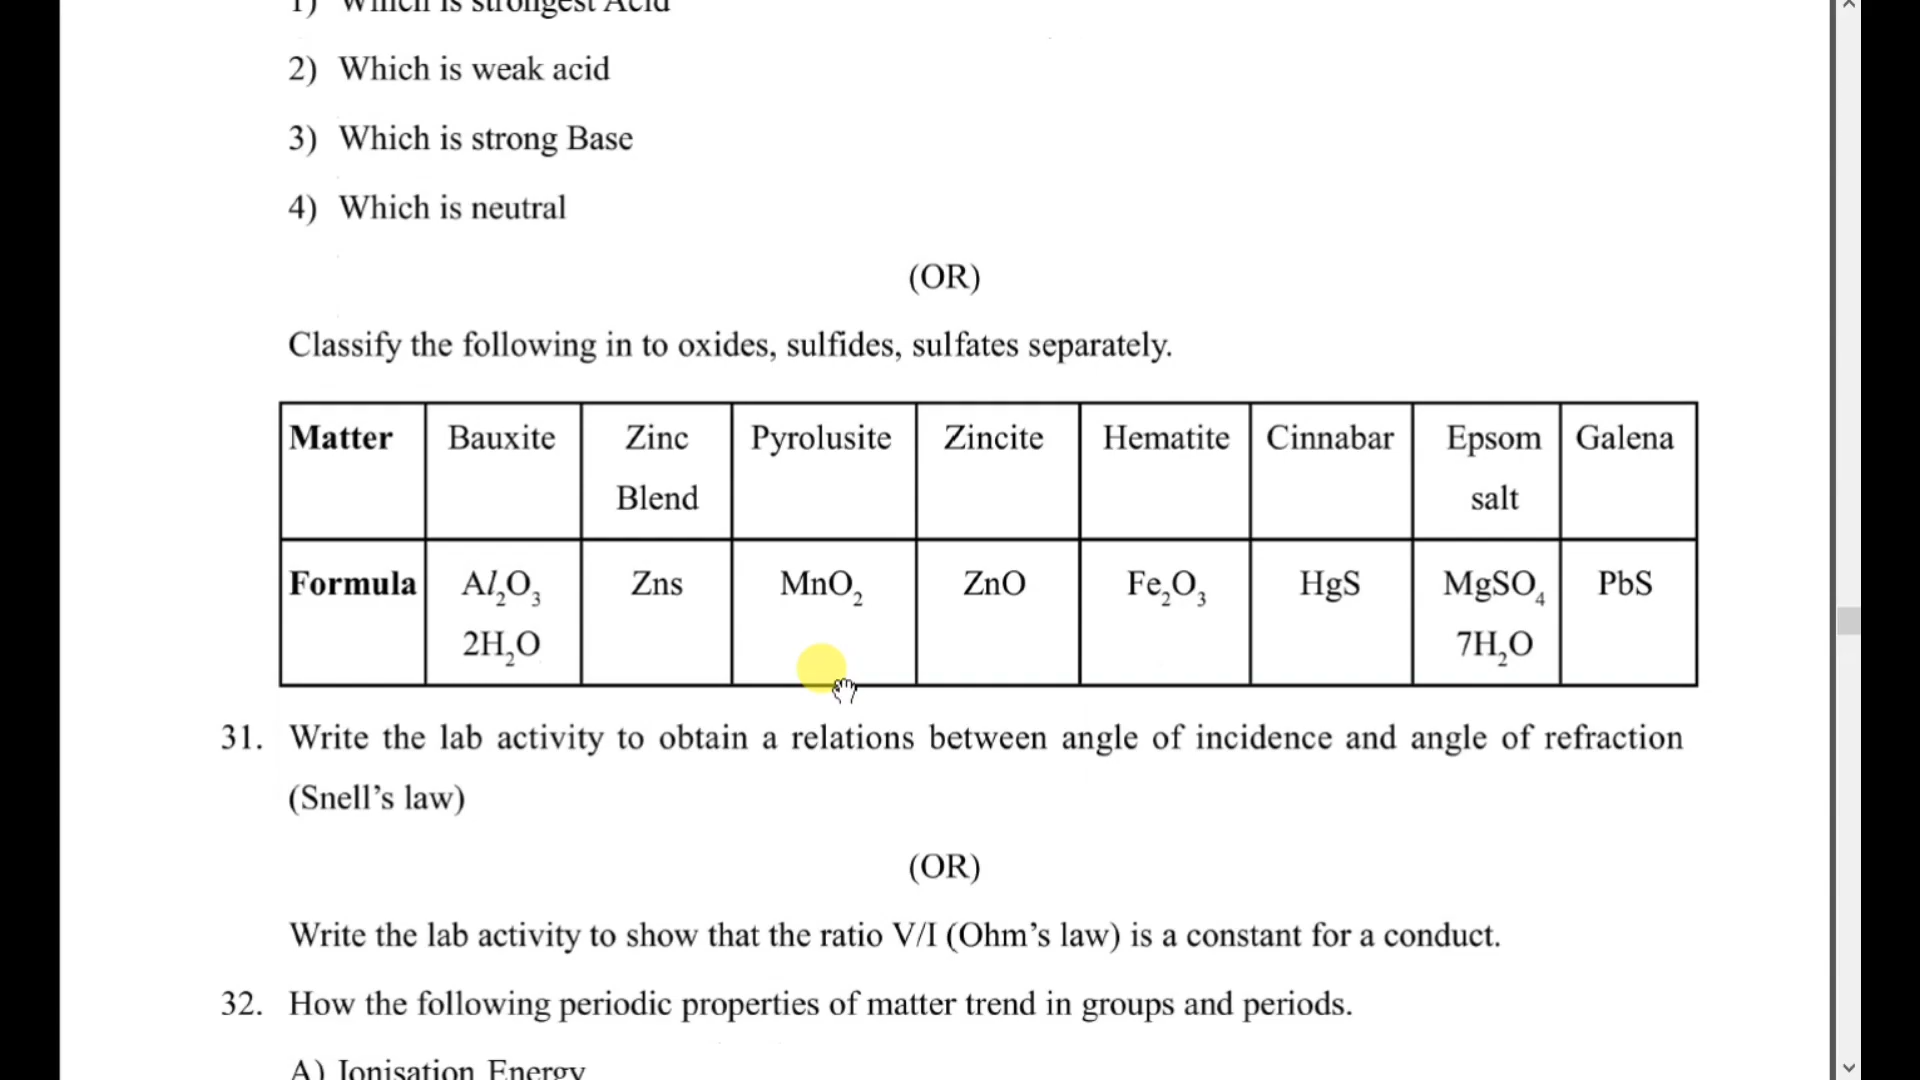 1) Which is strongest Acid
2) Which is weak acid
3) Which is strong Base
4) Which is neutral
(OR)
Classify the following in to oxides, sulfides, sulfates separately.
Matter Bauxite Zinc Blend Pyrolusite Zincite Hematite Cinnabar Epsom salt Galena
Formula Al₂O₃ 2H₂O Zns MnO₂ ZnO Fe₂O₃ HgS MgSO₄ 7H₂O PbS
31. Write the lab activity to obtain a relations between angle of incidence and angle of refraction
(Snell’s law)
(OR)
Write the lab activity to show that the ratio V/I (Ohm’s law) is a constant for a conduct.
32. How the following periodic properties of matter trend in groups and periods.
A) Ionisation Energy